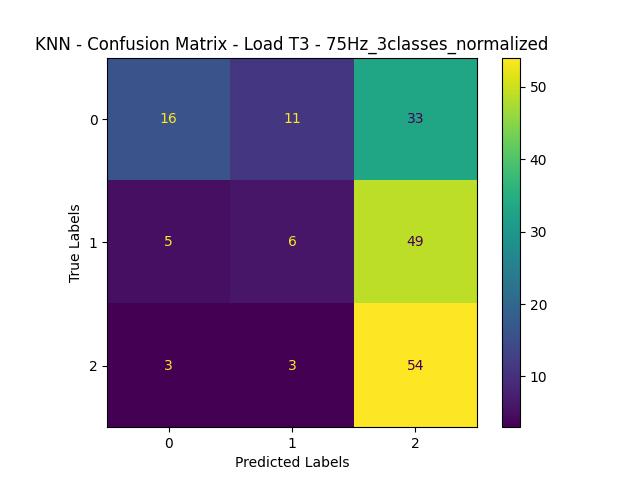 KNN - Confusion Matrix - Load T3 - 75Hz_3classes_normalized
0 16 11 33
1 5 6 49
2 3 3 54
0 1 2
True Labels
Predicted Labels
50
40
30
20
10